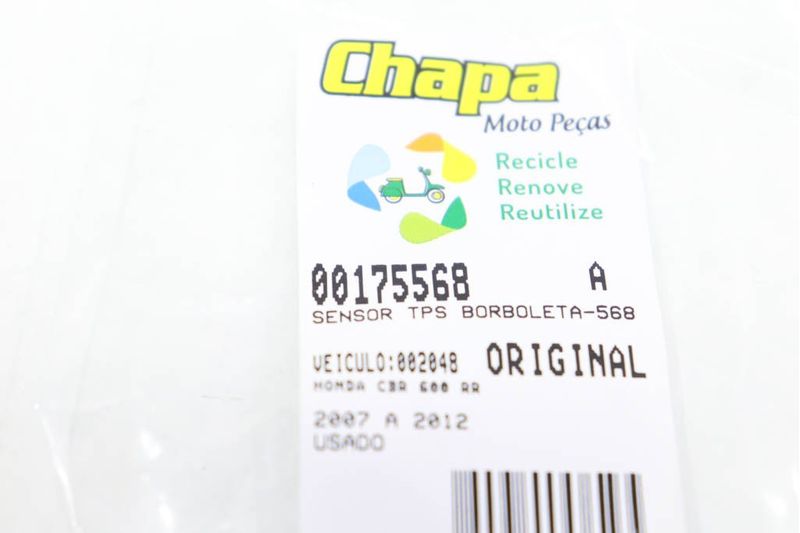 Chapa
Moto Peças
Recicle
Renove
Reutilize
00175568 A
SENSOR TPS BORBOLETA-568
VEICULO:002048 ORIGINAL
HONDA CBR 600 RR
2007 A 2012
USADO